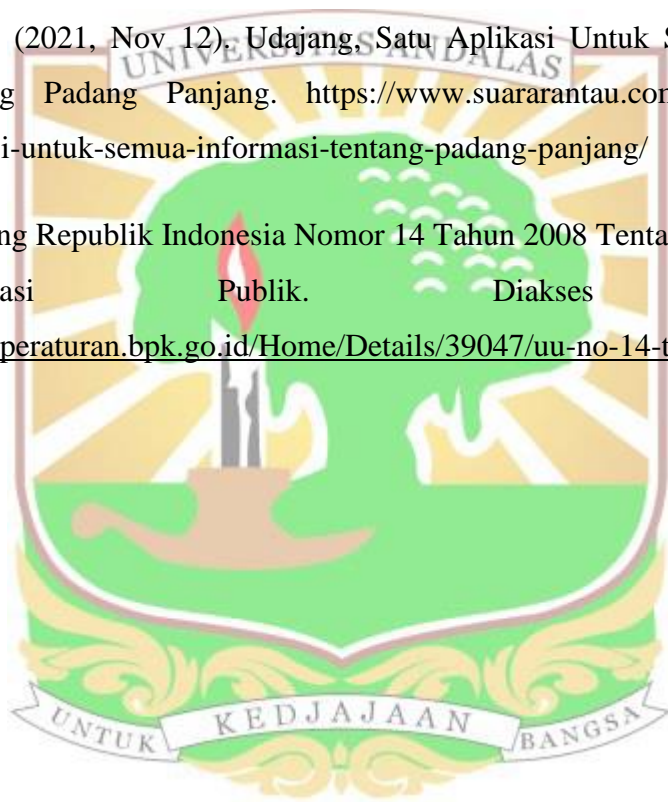 (2021, Nov 12). Udajang, Satu Aplikasi Untuk S
g Padang Panjang. https://www.suararantau.com
i-untuk-semua-informasi-tentang-padang-panjang/
ng Republik Indonesia Nomor 14 Tahun 2008 Tenta
asi Publik. Diakses
peraturan.bpk.go.id/Home/Details/39047/uu-no-14-t
UNIVERSITAS ANDALAS
UNTUK KEDJAJAAN BANGSA